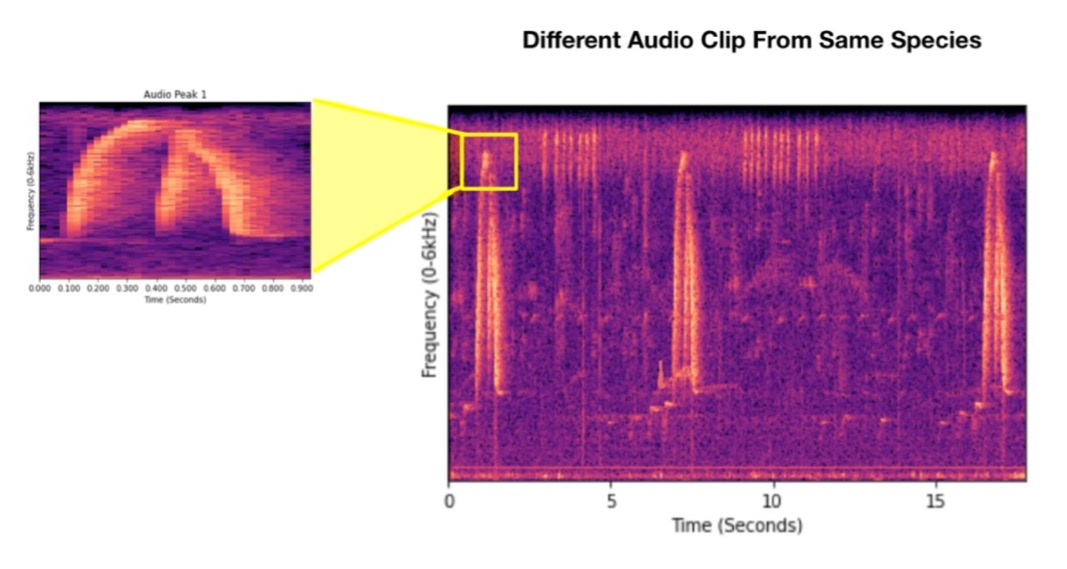 Different Audio Clip From Same Species
Audio Peak 1
Frequency (0-6kHz)
0.000 0.100 0.200 0.300 0.400 0.500 0.600 0.700 0.800 0.900
Time (Seconds)
Frequency (0-6kHz)
0 5 10 15
Time (Seconds)